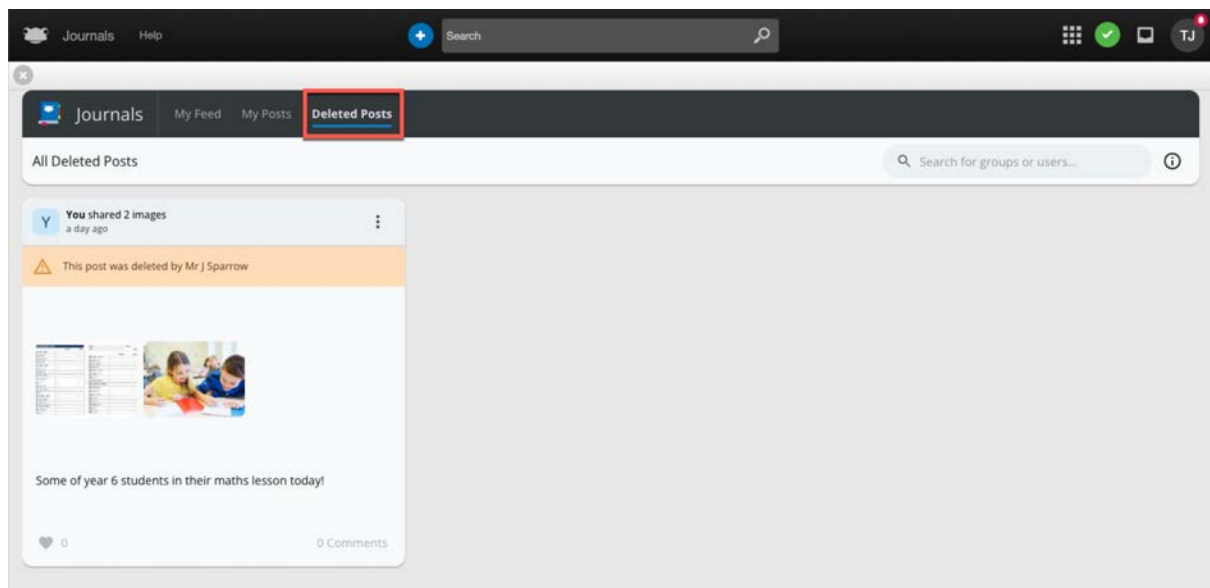 Journals Help Search TJ
Journals My Feed My Posts Deleted Posts
All Deleted Posts Search for groups or users...
Y You shared 2 images
a day ago
This post was deleted by Mr J Sparrow
Some of year 6 students in their maths lesson today!
0 0 Comments